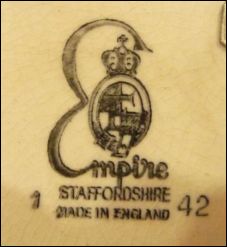 Empire
STAFFORDSHIRE
1 MADE IN ENGLAND 42